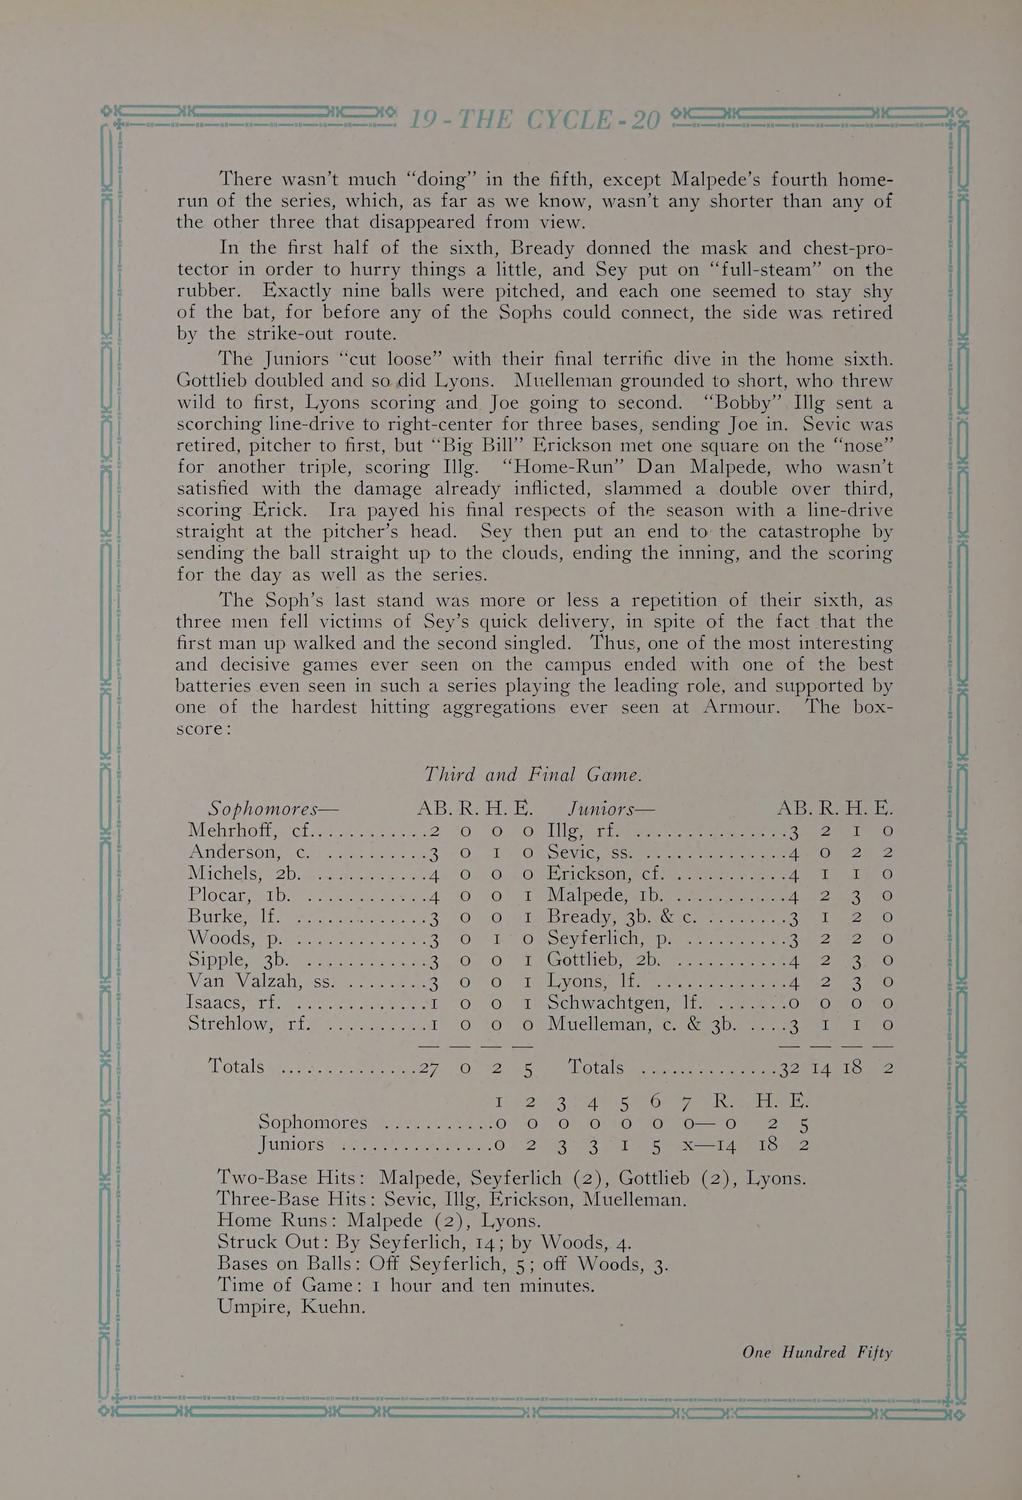 19-THE CYCLE-20
There wasn't much “doing” in the fifth, except Malpede's fourth home-
run of the series, which, as far as we know, wasn't any shorter than any of
the other three that disappeared from view.
In the first half of the sixth, Bready donned the mask and chest-pro-
tector in order to hurry things a little, and Sey put on “full-steam” on the
rubber. Exactly nine balls were pitched, and each one seemed to stay shy
of the bat, for before any of the Sophs could connect, the side was retired
by the strike-out route.
The Juniors “cut loose” with their final terrific dive in the home sixth.
Gottlieb doubled and so did Lyons. Muelleman grounded to short, who threw
wild to first, Lyons scoring and Joe going to second. “Bobby” Illg sent a
scorching line-drive to right-center for three bases, sending Joe in. Sevic was
retired, pitcher to first, but “Big Bill” Erickson met one square on the “nose”
for another triple, scoring Illg. “Home-Run” Dan Malpede, who wasn't
satisfied with the damage already inflicted, slammed a double over third,
scoring Erick. Ira payed his final respects of the season with a line-drive
straight at the pitcher's head. Sey then put an end to the catastrophe by
sending the ball straight up to the clouds, ending the inning, and the scoring
for the day as well as the series.
The Soph's last stand was more or less a repetition of their sixth, as
three men fell victims of Sey's quick delivery, in spite of the fact that the
first man up walked and the second singled. Thus, one of the most interesting
and decisive games ever seen on the campus ended with one of the best
batteries even seen in such a series playing the leading role, and supported by
one of the hardest hitting aggregations ever seen at Armour. The box-
score:
Third and Final Game.
Sophomores— AB. R. H. E. Juniors— AB. R. H. E.
Mehrhoff, cf............2 0 0 0 Illg, rf. ...............3 2 1 0
Anderson, c. ..........3 0 1 0 Sevic, ss. ..............4 0 2 2
Michels, 2b. ...........4 0 0 0 Erickson, cf. ...........4 1 1 0
Plocar, 1b. ............4 0 0 1 Malpede, 1b. ...........4 2 3 0
Burke, lf. .............3 0 0 1 Bready, 3b. & c. ........3 1 2 0
Woods, p. .............3 0 1 0 Seyferlich, p. ..........3 2 2 0
Sipple, 3b. ............3 0 0 1 Gottlieb, 2b. ...........4 2 3 0
Van Valzah, ss. ........3 0 0 1 Lyons, lf. .............4 2 3 0
Isaacs, rf. .............1 0 0 1 Schwachtgen, lf. .......0 0 0 0
Strehlow, rf. ..........1 0 0 0 Muelleman, c. & 3b. ....3 1 1 0
Totals ..............27 0 2 5 Totals .............32 14 18 2
1 2 3 4 5 6 7 R. H. E.
Sophomores ...........0 0 0 0 0 0 0— 0 2 5
Juniors ...............0 2 3 3 1 5 x—14 18 2
Two-Base Hits: Malpede, Seyferlich (2), Gottlieb (2), Lyons.
Three-Base Hits: Sevic, Illg, Erickson, Muelleman.
Home Runs: Malpede (2), Lyons.
Struck Out: By Seyferlich, 14; by Woods, 4.
Bases on Balls: Off Seyferlich, 5; off Woods, 3.
Time of Game: 1 hour and ten minutes.
Umpire, Kuehn.
One Hundred Fifty